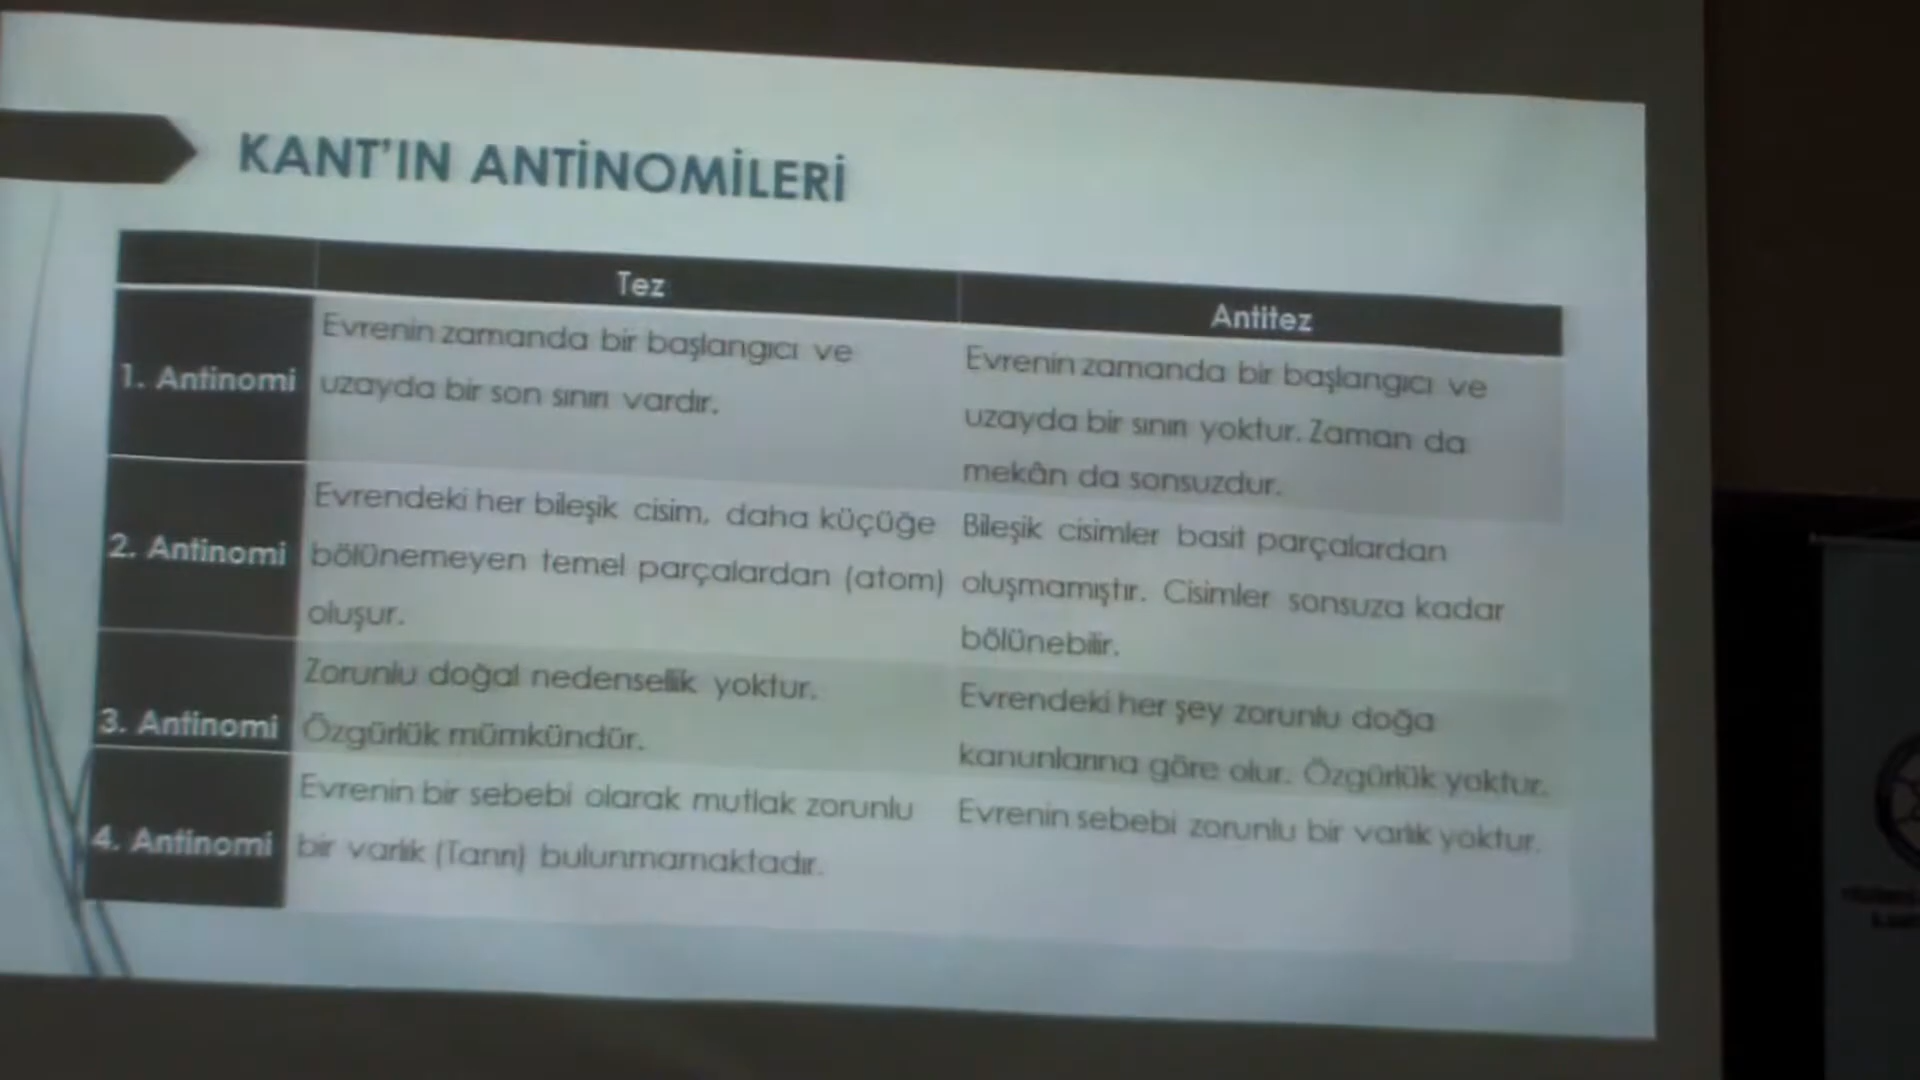 KANT'IN ANTİNOMİLERİ
Tez
Antitez
1. Antinomi
Evrenin zamanda bir başlangıcı ve
uzayda bir son sınırı vardır.
Evrenin zamanda bir başlangıcı ve
uzayda bir sınırı yoktur. Zaman da
mekân da sonsuzdur.
2. Antinomi
Evrendeki her bileşik cisim, daha küçüğe
bölünemeyen temel parçalardan (atom)
oluşur.
Bileşik cisimler basit parçalardan
oluşmamıştır. Cisimler sonsuza kadar
bölünebilir.
3. Antinomi
Zorunlu doğal nedensellik yoktur.
Özgürlük mümkündür.
Evrendeki her şey zorunlu doğa
kanunlarına göre olur. Özgürlük yoktur.
4. Antinomi
Evrenin bir sebebi olarak mutlak zorunlu
bir varlık (Tanrı) bulunmamaktadır.
Evrenin sebebi zorunlu bir varlık yoktur.